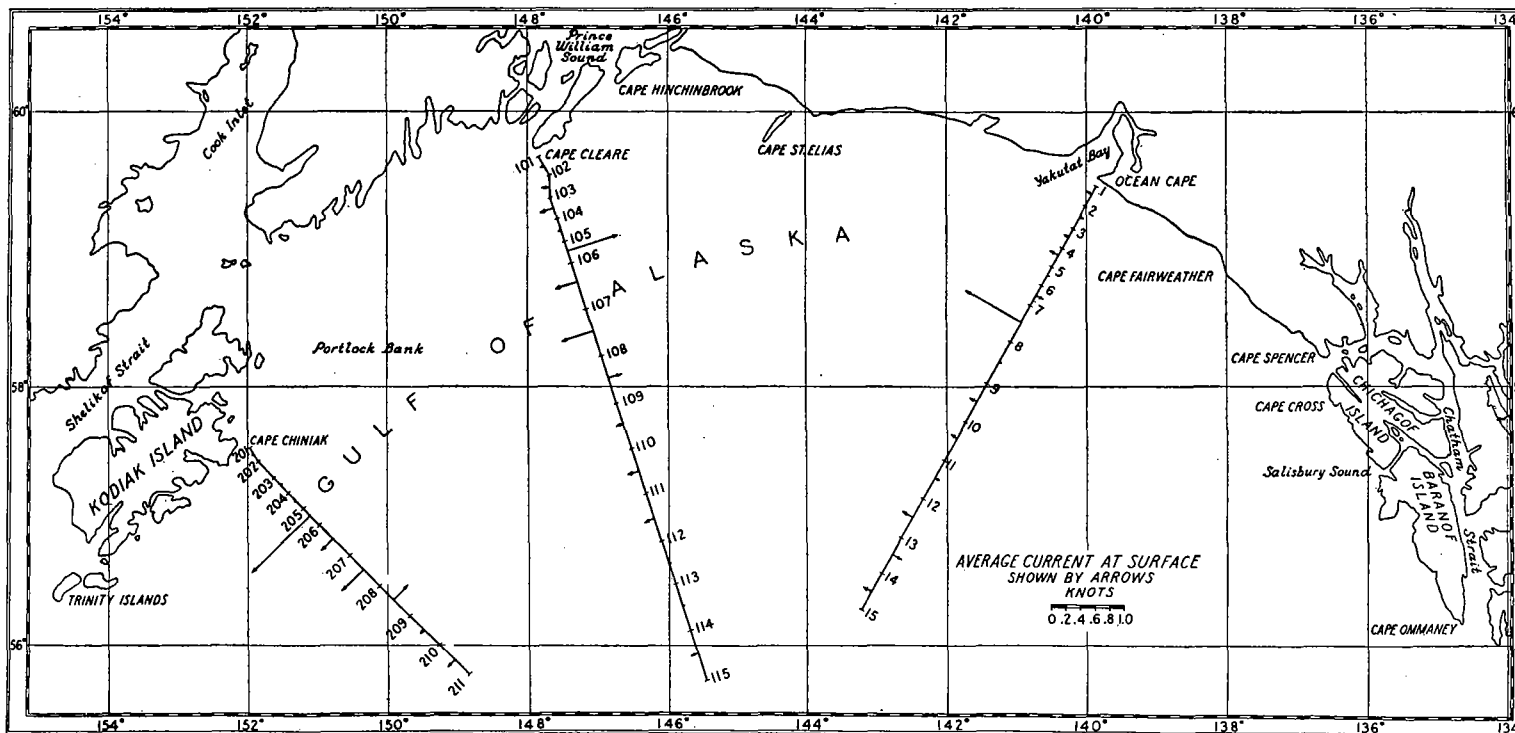 154° 152° 150° 148° 146° 144° 142° 140° 138° 136° 134
Prince
William
Sound
CAPE HINCHINBROOK
60°
Cook Inlet
CAPE CLEARE
CAPE ST. ELIAS
Yakutat Bay
OCEAN CAPE
101
102
103
104
105
106
107
108
109
110
111
112
113
114
115
1
2
3
4
5
6
7
8
9
10
11
12
13
14
15
CAPE FAIRWEATHER
GULF OF ALASKA
Portlock Bank
Shelikof Strait
58°
CAPE SPENCER
CAPE CROSS
CHICHAGOF
ISLAND
Chatham
Strait
Salisbury Sound
BARANOF
ISLAND
CAPE OMMANEY
KODIAK ISLAND
CAPE CHINIAK
201
202
203
204
205
206
207
208
209
210
211
TRINITY ISLANDS
56°
AVERAGE CURRENT AT SURFACE
SHOWN BY ARROWS
KNOTS
0 .2 .4 .6 .8 1.0
154° 152° 150° 148° 146° 144° 142° 140° 138° 136° 134